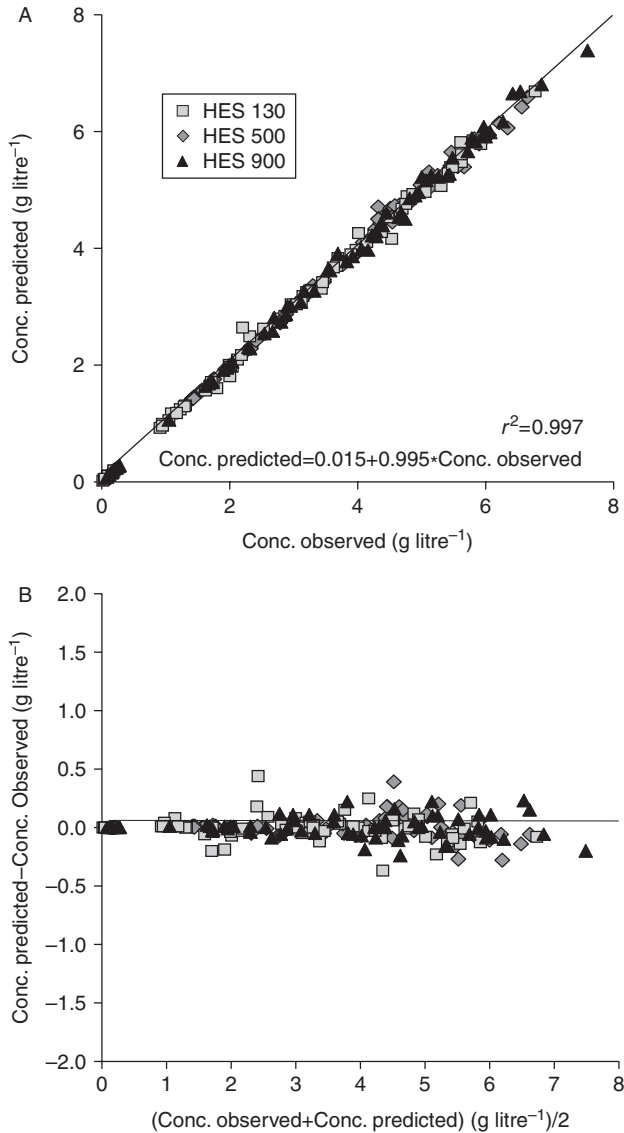 A
8
6
4
2
0
Conc. predicted (g litre⁻¹)
HES 130
HES 500
HES 900
r²=0.997
Conc. predicted=0.015+0.995*Conc. observed
0 2 4 6 8
Conc. observed (g litre⁻¹)
B
2.0
1.5
1.0
0.5
0.0
–0.5
–1.0
–1.5
–2.0
Conc. predicted–Conc. Observed (g litre⁻¹)
0 1 2 3 4 5 6 7 8
(Conc. observed+Conc. predicted) (g litre⁻¹)/2